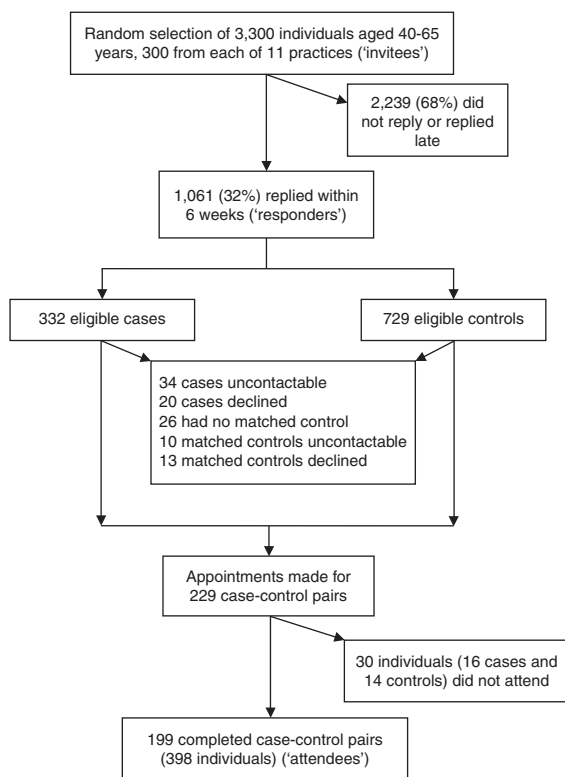 Random selection of 3,300 individuals aged 40-65
years, 300 from each of 11 practices (‘invitees’)
2,239 (68%) did
not reply or replied
late
1,061 (32%) replied within
6 weeks (‘responders’)
332 eligible cases
729 eligible controls
34 cases uncontactable
20 cases declined
26 had no matched control
10 matched controls uncontactable
13 matched controls declined
Appointments made for
229 case-control pairs
30 individuals (16 cases and
14 controls) did not attend
199 completed case-control pairs
(398 individuals) (‘attendees’)